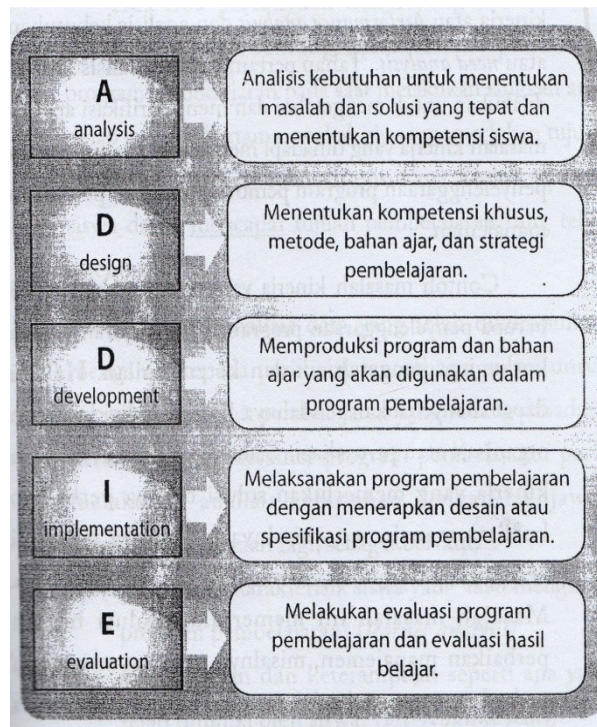 A
analysis
Analisis kebutuhan untuk menentukan
masalah dan solusi yang tepat dan
menentukan kompetensi siswa.
D
design
Menentukan kompetensi khusus,
metode, bahan ajar, dan strategi
pembelajaran.
D
development
Memproduksi program dan bahan
ajar yang akan digunakan dalam
program pembelajaran.
I
implementation
Melaksanakan program pembelajaran
dengan menerapkan desain atau
spesifikasi program pembelajaran.
E
evaluation
Melakukan evaluasi program
pembelajaran dan evaluasi hasil
belajar.